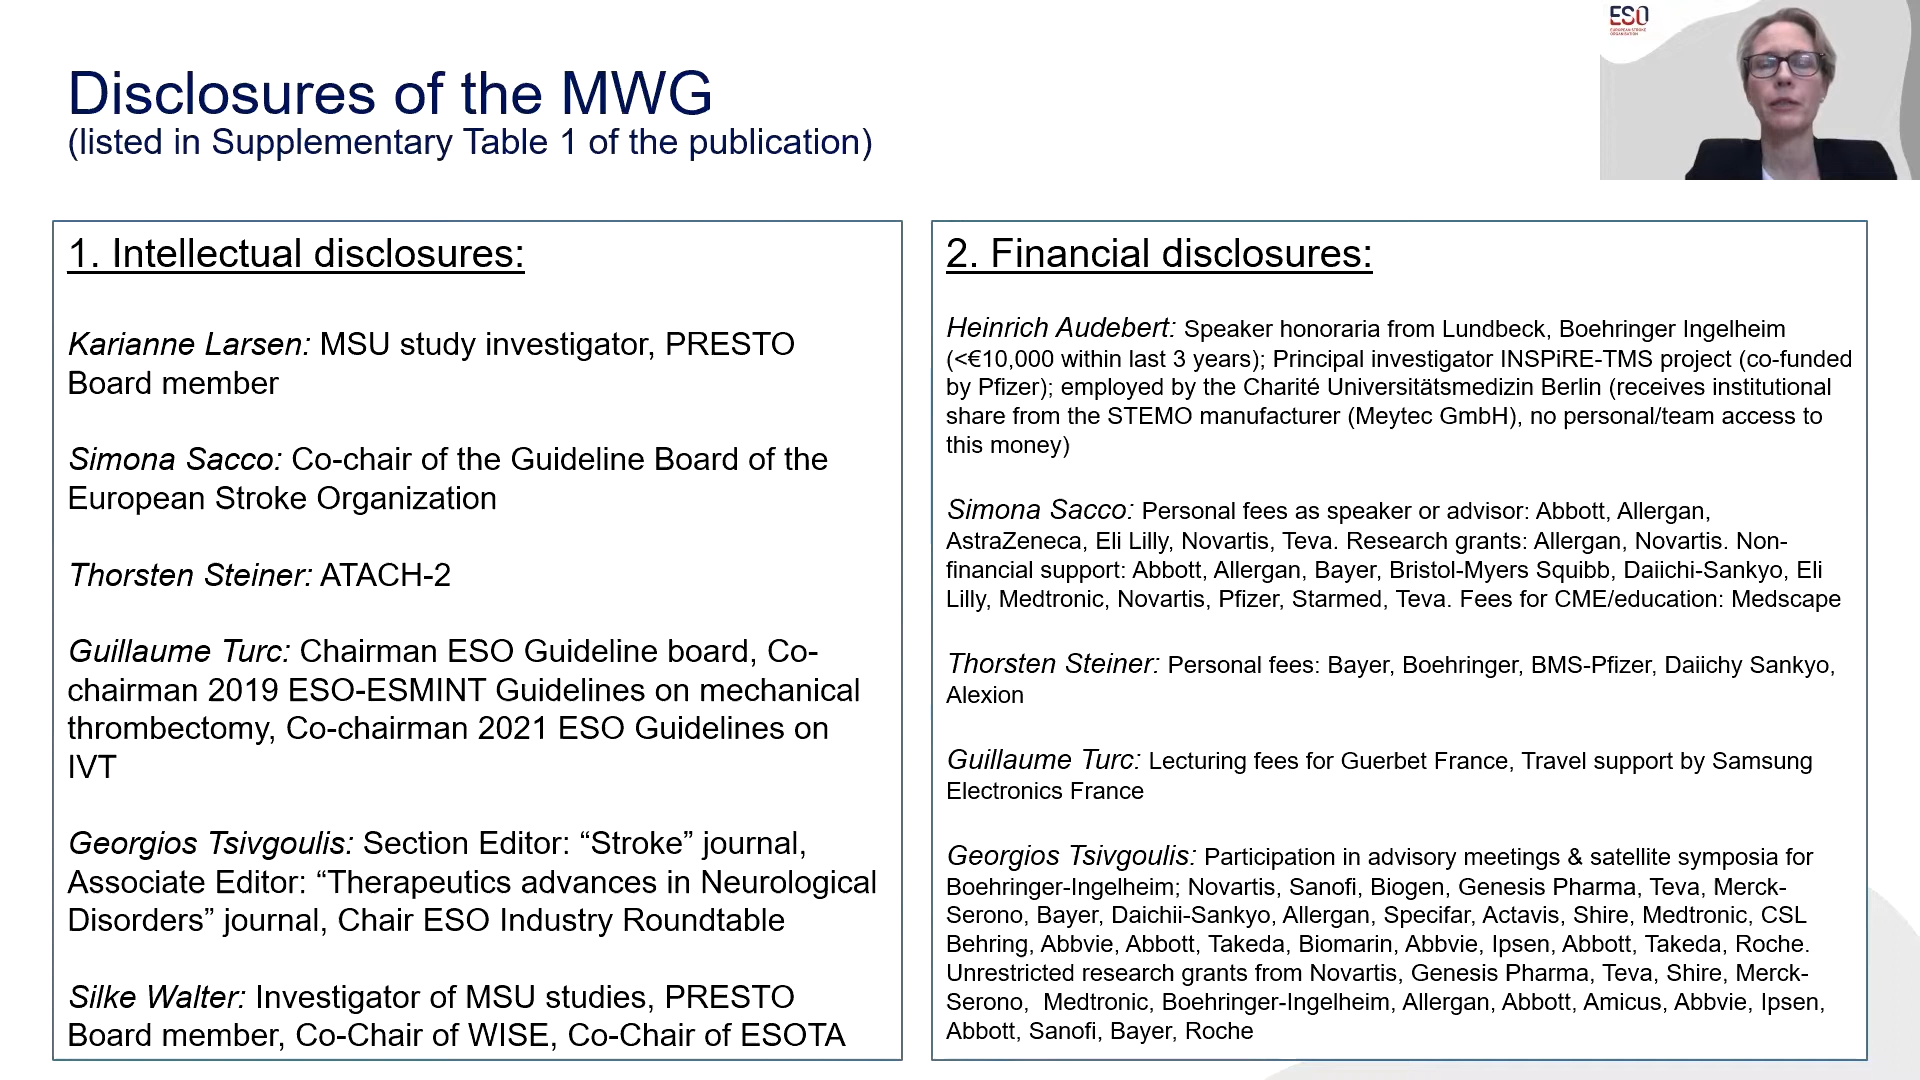 Disclosures of the MWG
(listed in Supplementary Table 1 of the publication)
ESO
EUROPEAN STROKE
ORGANISATION
1. Intellectual disclosures:
Karianne Larsen: MSU study investigator, PRESTO
Board member
Simona Sacco: Co-chair of the Guideline Board of the
European Stroke Organization
Thorsten Steiner: ATACH-2
Guillaume Turc: Chairman ESO Guideline board, Co-
chairman 2019 ESO-ESMINT Guidelines on mechanical
thrombectomy, Co-chairman 2021 ESO Guidelines on
IVT
Georgios Tsivgoulis: Section Editor: “Stroke” journal,
Associate Editor: “Therapeutics advances in Neurological
Disorders” journal, Chair ESO Industry Roundtable
Silke Walter: Investigator of MSU studies, PRESTO
Board member, Co-Chair of WISE, Co-Chair of ESOTA
2. Financial disclosures:
Heinrich Audebert: Speaker honoraria from Lundbeck, Boehringer Ingelheim
(<€10,000 within last 3 years); Principal investigator INSPiRE-TMS project (co-funded
by Pfizer); employed by the Charité Universitätsmedizin Berlin (receives institutional
share from the STEMO manufacturer (Meytec GmbH), no personal/team access to
this money)
Simona Sacco: Personal fees as speaker or advisor: Abbott, Allergan,
AstraZeneca, Eli Lilly, Novartis, Teva. Research grants: Allergan, Novartis. Non-
financial support: Abbott, Allergan, Bayer, Bristol-Myers Squibb, Daiichi-Sankyo, Eli
Lilly, Medtronic, Novartis, Pfizer, Starmed, Teva. Fees for CME/education: Medscape
Thorsten Steiner: Personal fees: Bayer, Boehringer, BMS-Pfizer, Daiichy Sankyo,
Alexion
Guillaume Turc: Lecturing fees for Guerbet France, Travel support by Samsung
Electronics France
Georgios Tsivgoulis: Participation in advisory meetings & satellite symposia for
Boehringer-Ingelheim; Novartis, Sanofi, Biogen, Genesis Pharma, Teva, Merck-
Serono, Bayer, Daichii-Sankyo, Allergan, Specifar, Actavis, Shire, Medtronic, CSL
Behring, Abbvie, Abbott, Takeda, Biomarin, Abbvie, Ipsen, Abbott, Takeda, Roche.
Unrestricted research grants from Novartis, Genesis Pharma, Teva, Shire, Merck-
Serono,  Medtronic, Boehringer-Ingelheim, Allergan, Abbott, Amicus, Abbvie, Ipsen,
Abbott, Sanofi, Bayer, Roche